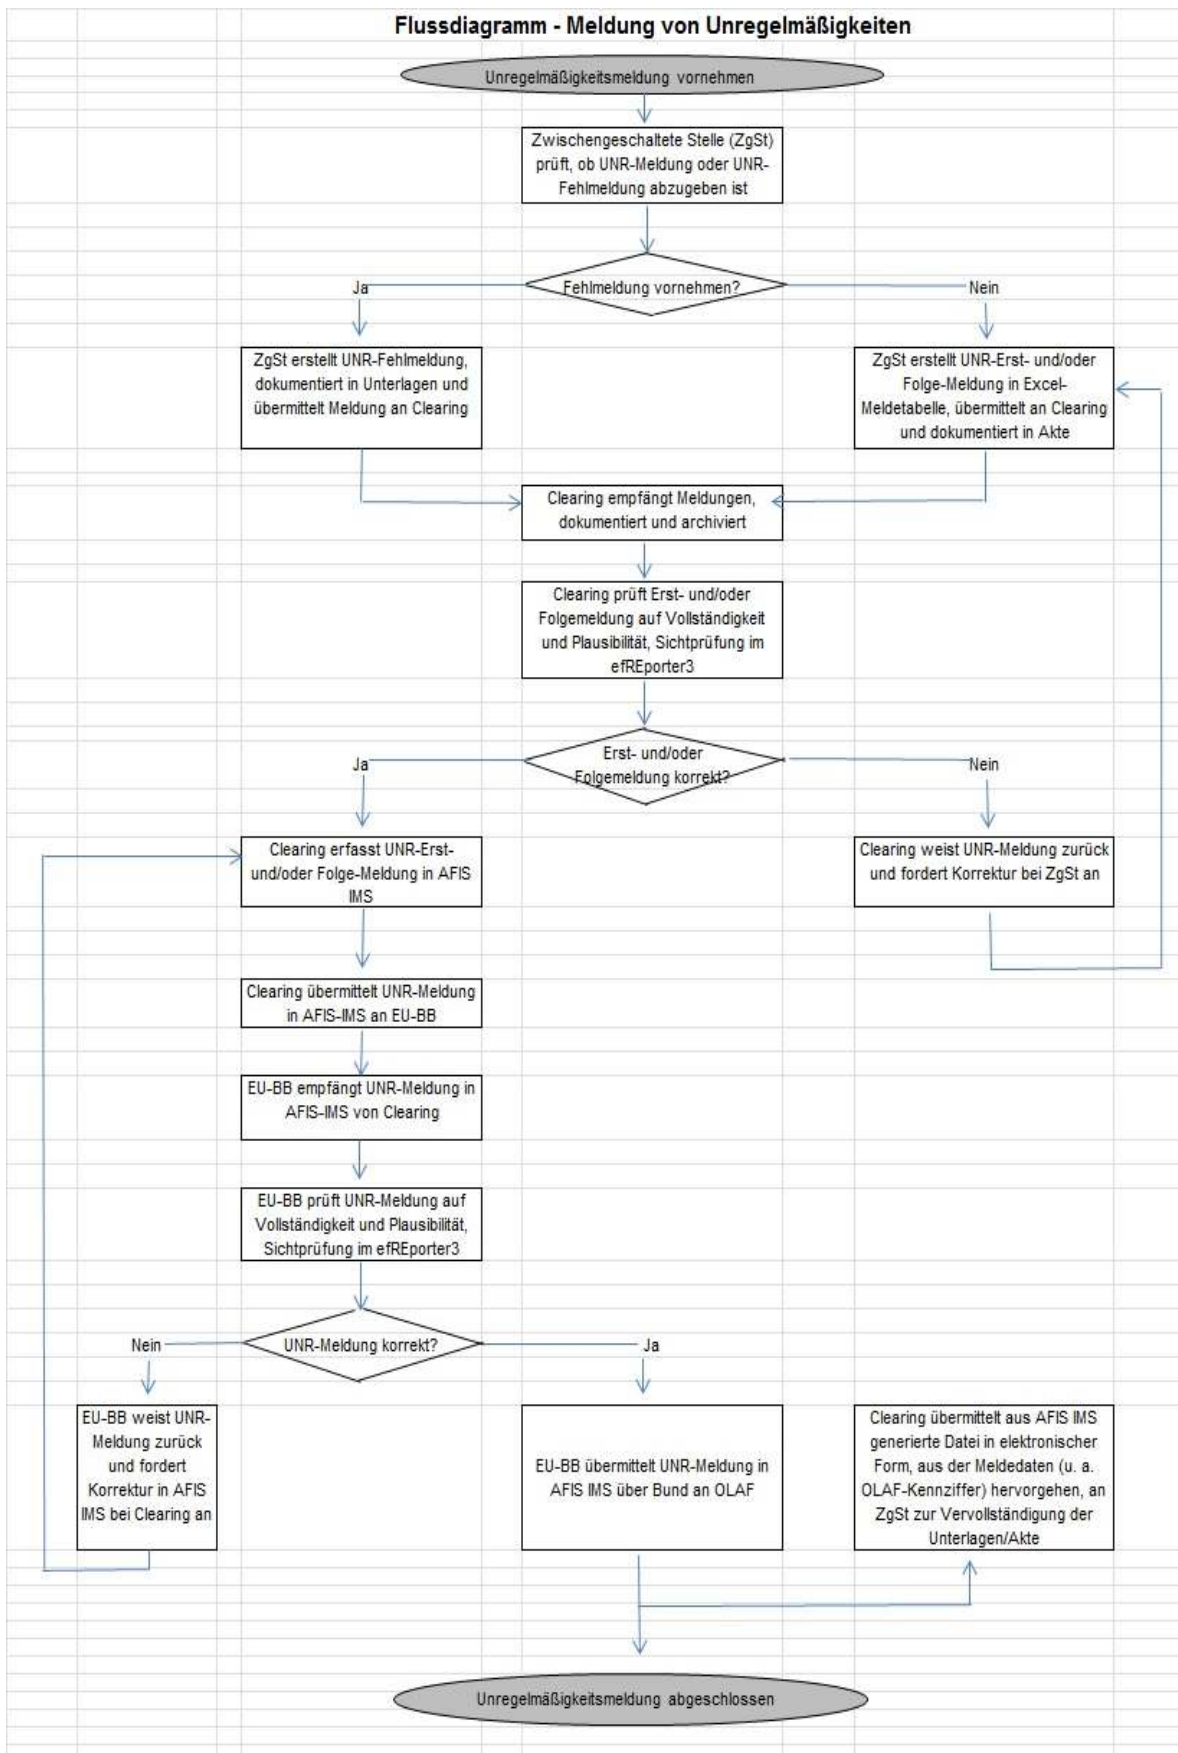 Flussdiagramm - Meldung von Unregelmäßigkeiten
Unregelmäßigkeitsmeldung vornehmen
Zwischengeschaltete Stelle (ZgSt)
prüft, ob UNR-Meldung oder UNR-
Fehlmeldung abzugeben ist
Ja
Fehlmeldung vornehmen?
Nein
ZgSt erstellt UNR-Fehlmeldung,
dokumentiert in Unterlagen und
übermittelt Meldung an Clearing
ZgSt erstellt UNR-Erst- und/oder
Folge-Meldung in Excel-
Meldetabelle, übermittelt an Clearing
und dokumentiert in Akte
Clearing empfängt Meldungen,
dokumentiert und archiviert
Clearing prüft Erst- und/oder
Folgemeldung auf Vollständigkeit
und Plausibilität, Sichtprüfung im
efREporter3
Ja
Erst- und/oder
Folgemeldung korrekt?
Nein
Clearing erfasst UNR-Erst-
und/oder Folge-Meldung in AFIS
IMS
Clearing weist UNR-Meldung zurück
und fordert Korrektur bei ZgSt an
Clearing übermittelt UNR-Meldung
in AFIS-IMS an EU-BB
EU-BB empfängt UNR-Meldung in
AFIS-IMS von Clearing
EU-BB prüft UNR-Meldung auf
Vollständigkeit und Plausibilität,
Sichtprüfung im efREporter3
Nein
UNR-Meldung korrekt?
Ja
EU-BB weist UNR-
Meldung zurück
und fordert
Korrektur in AFIS
IMS bei Clearing an
EU-BB übermittelt UNR-Meldung in
AFIS IMS über Bund an OLAF
Clearing übermittelt aus AFIS IMS
generierte Datei in elektronischer
Form, aus der Meldedaten (u. a.
OLAF-Kennziffer) hervorgehen, an
ZgSt zur Vervollständigung der
Unterlagen/Akte
Unregelmäßigkeitsmeldung abgeschlossen